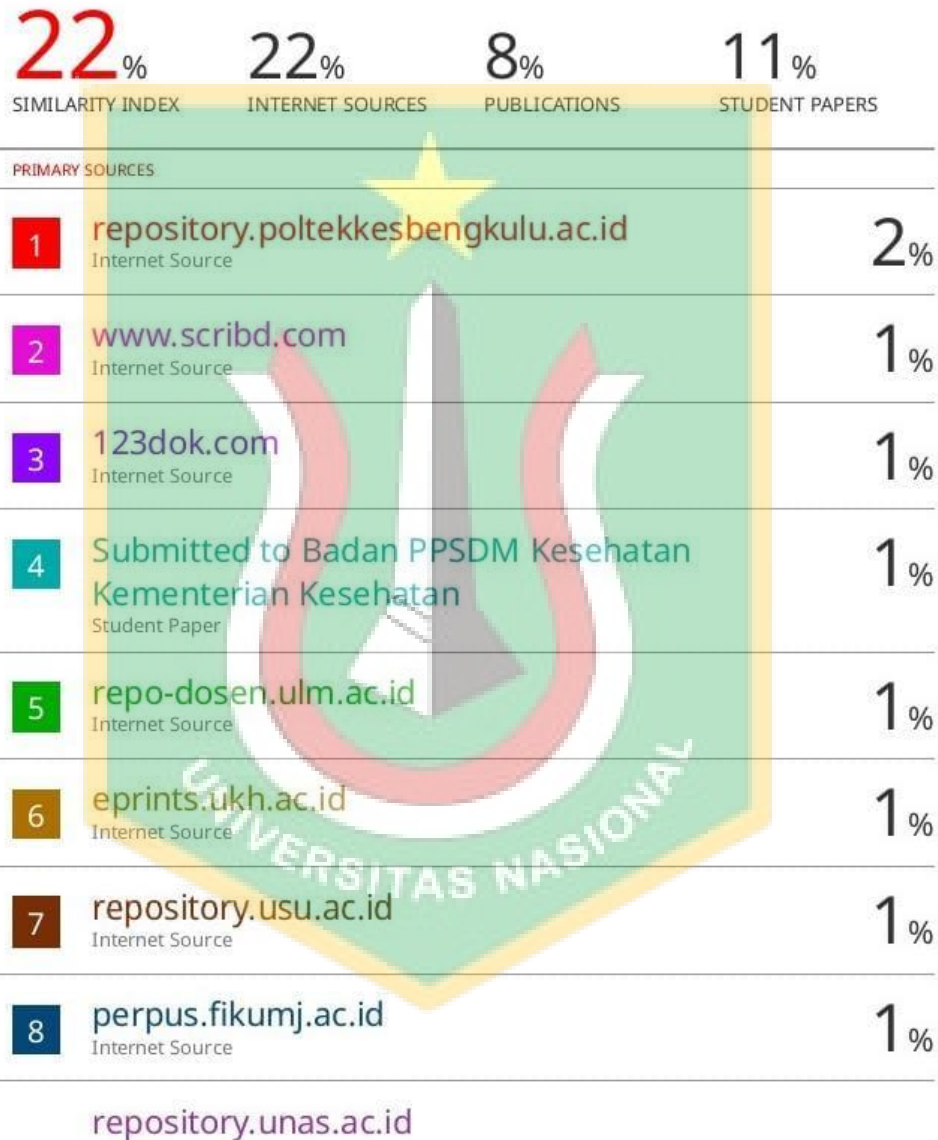 22% 22% 8% 11%
SIMILARITY INDEX INTERNET SOURCES PUBLICATIONS STUDENT PAPERS
PRIMARY SOURCES
1 repository.poltekkesbengkulu.ac.id 2%
Internet Source
2 www.scribd.com 1%
Internet Source
3 123dok.com 1%
Internet Source
4 Submitted to Badan PPSDM Kesehatan 1%
Kementerian Kesehatan
Student Paper
5 repo-dosen.ulm.ac.id 1%
Internet Source
6 eprints.ukh.ac.id 1%
Internet Source
7 repository.usu.ac.id 1%
Internet Source
8 perpus.fikumj.ac.id 1%
Internet Source
repository.unas.ac.id
UNIVERSITAS NASIONAL